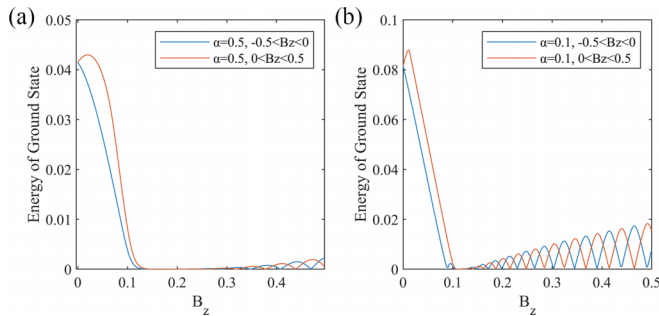 (a)
0.05
0.04
0.03
0.02
0.01
0
Energy of Ground State
α=0.5, -0.5<Bz<0
α=0.5, 0<Bz<0.5
0 0.1 0.2 0.3 0.4
B_z
(b)
0.1
0.08
0.06
0.04
0.02
0
Energy of Ground State
α=0.1, -0.5<Bz<0
α=0.1, 0<Bz<0.5
0 0.1 0.2 0.3 0.4 0.5
B_z